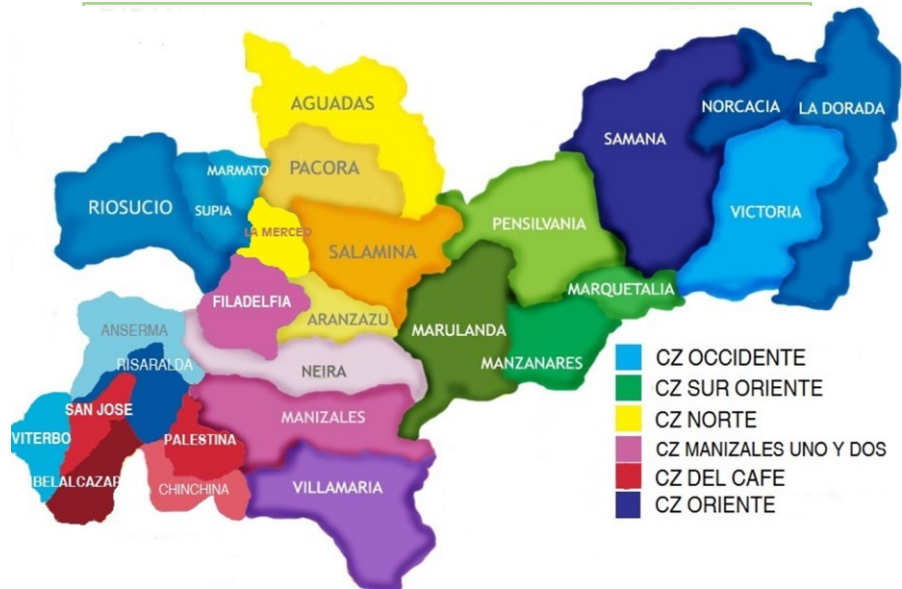 AGUADAS
NORCACIA
LA DORADA
SAMANA
PACORA
MARMATO
RIOSUCIO
SUPIA
VICTORIA
PENSILVANIA
LA MERCED
SALAMINA
MARQUETALIA
FILADELFIA
ARANZAZU
MARULANDA
ANSERMA
MANZANARES
RISARALDA
NEIRA
SAN JOSE
MANIZALES
VITERBO
PALESTINA
BELALCAZAR
CHINCHINA
VILLAMARIA
CZ OCCIDENTE
CZ SUR ORIENTE
CZ NORTE
CZ MANIZALES UNO Y DOS
CZ DEL CAFE
CZ ORIENTE